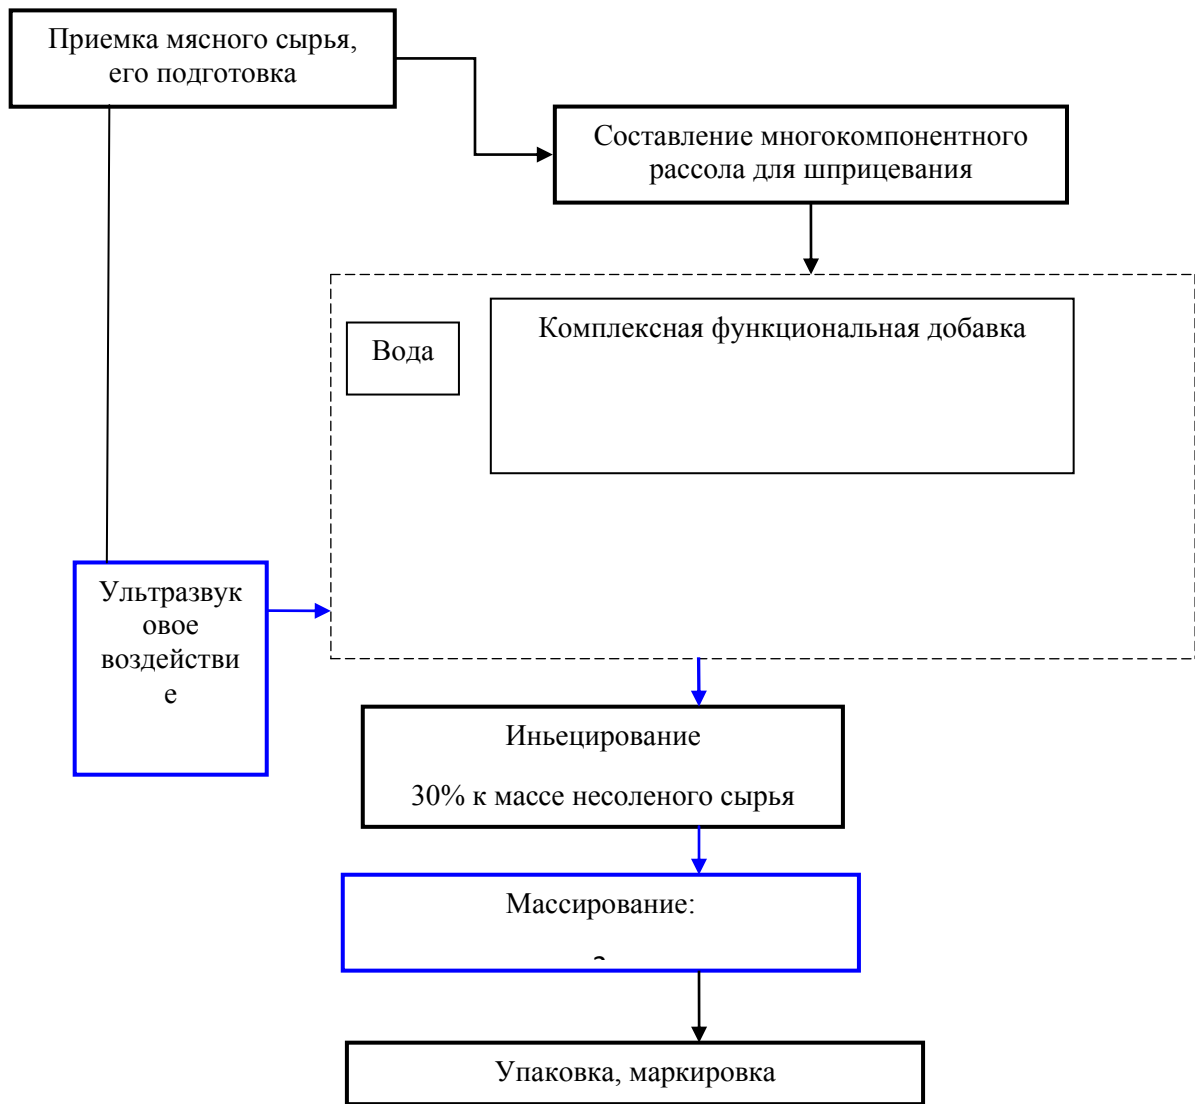 Приемка мясного сырья,
его подготовка
Составление многокомпонентного
рассола для шприцевания
Комплексная функциональная добавка
Вода
Ультразвук
овое
воздействи
е
Иньецирование
30% к массе несоленого сырья
Массирование:
Упаковка, маркировка